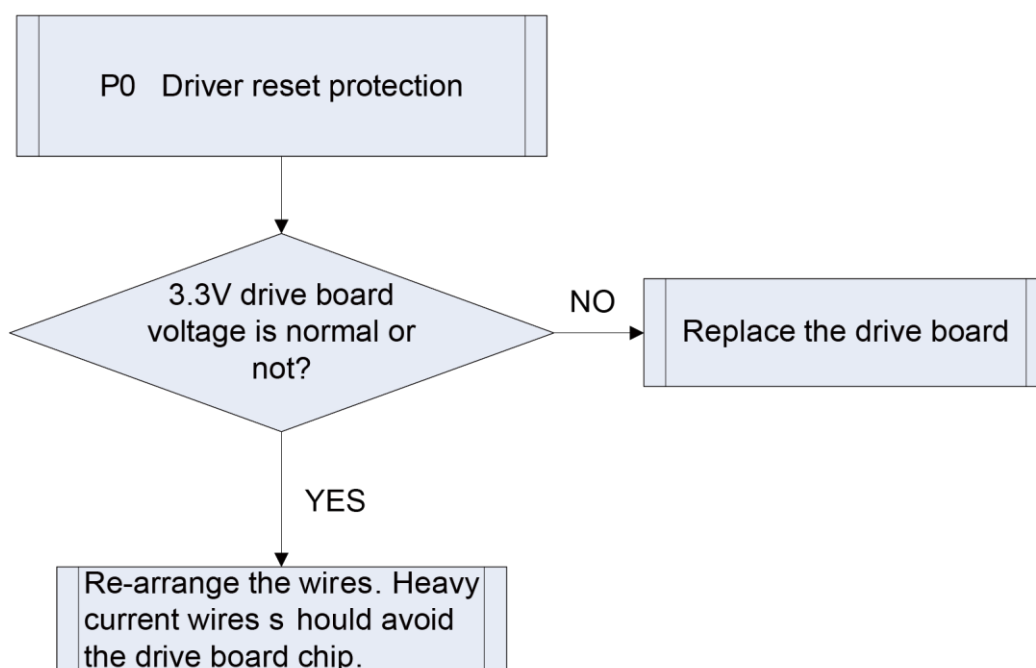 P0 Driver reset protection
3.3V drive board
voltage is normal or
not?
NO
Replace the drive board
YES
Re-arrange the wires. Heavy
current wires s hould avoid
the drive board chip.